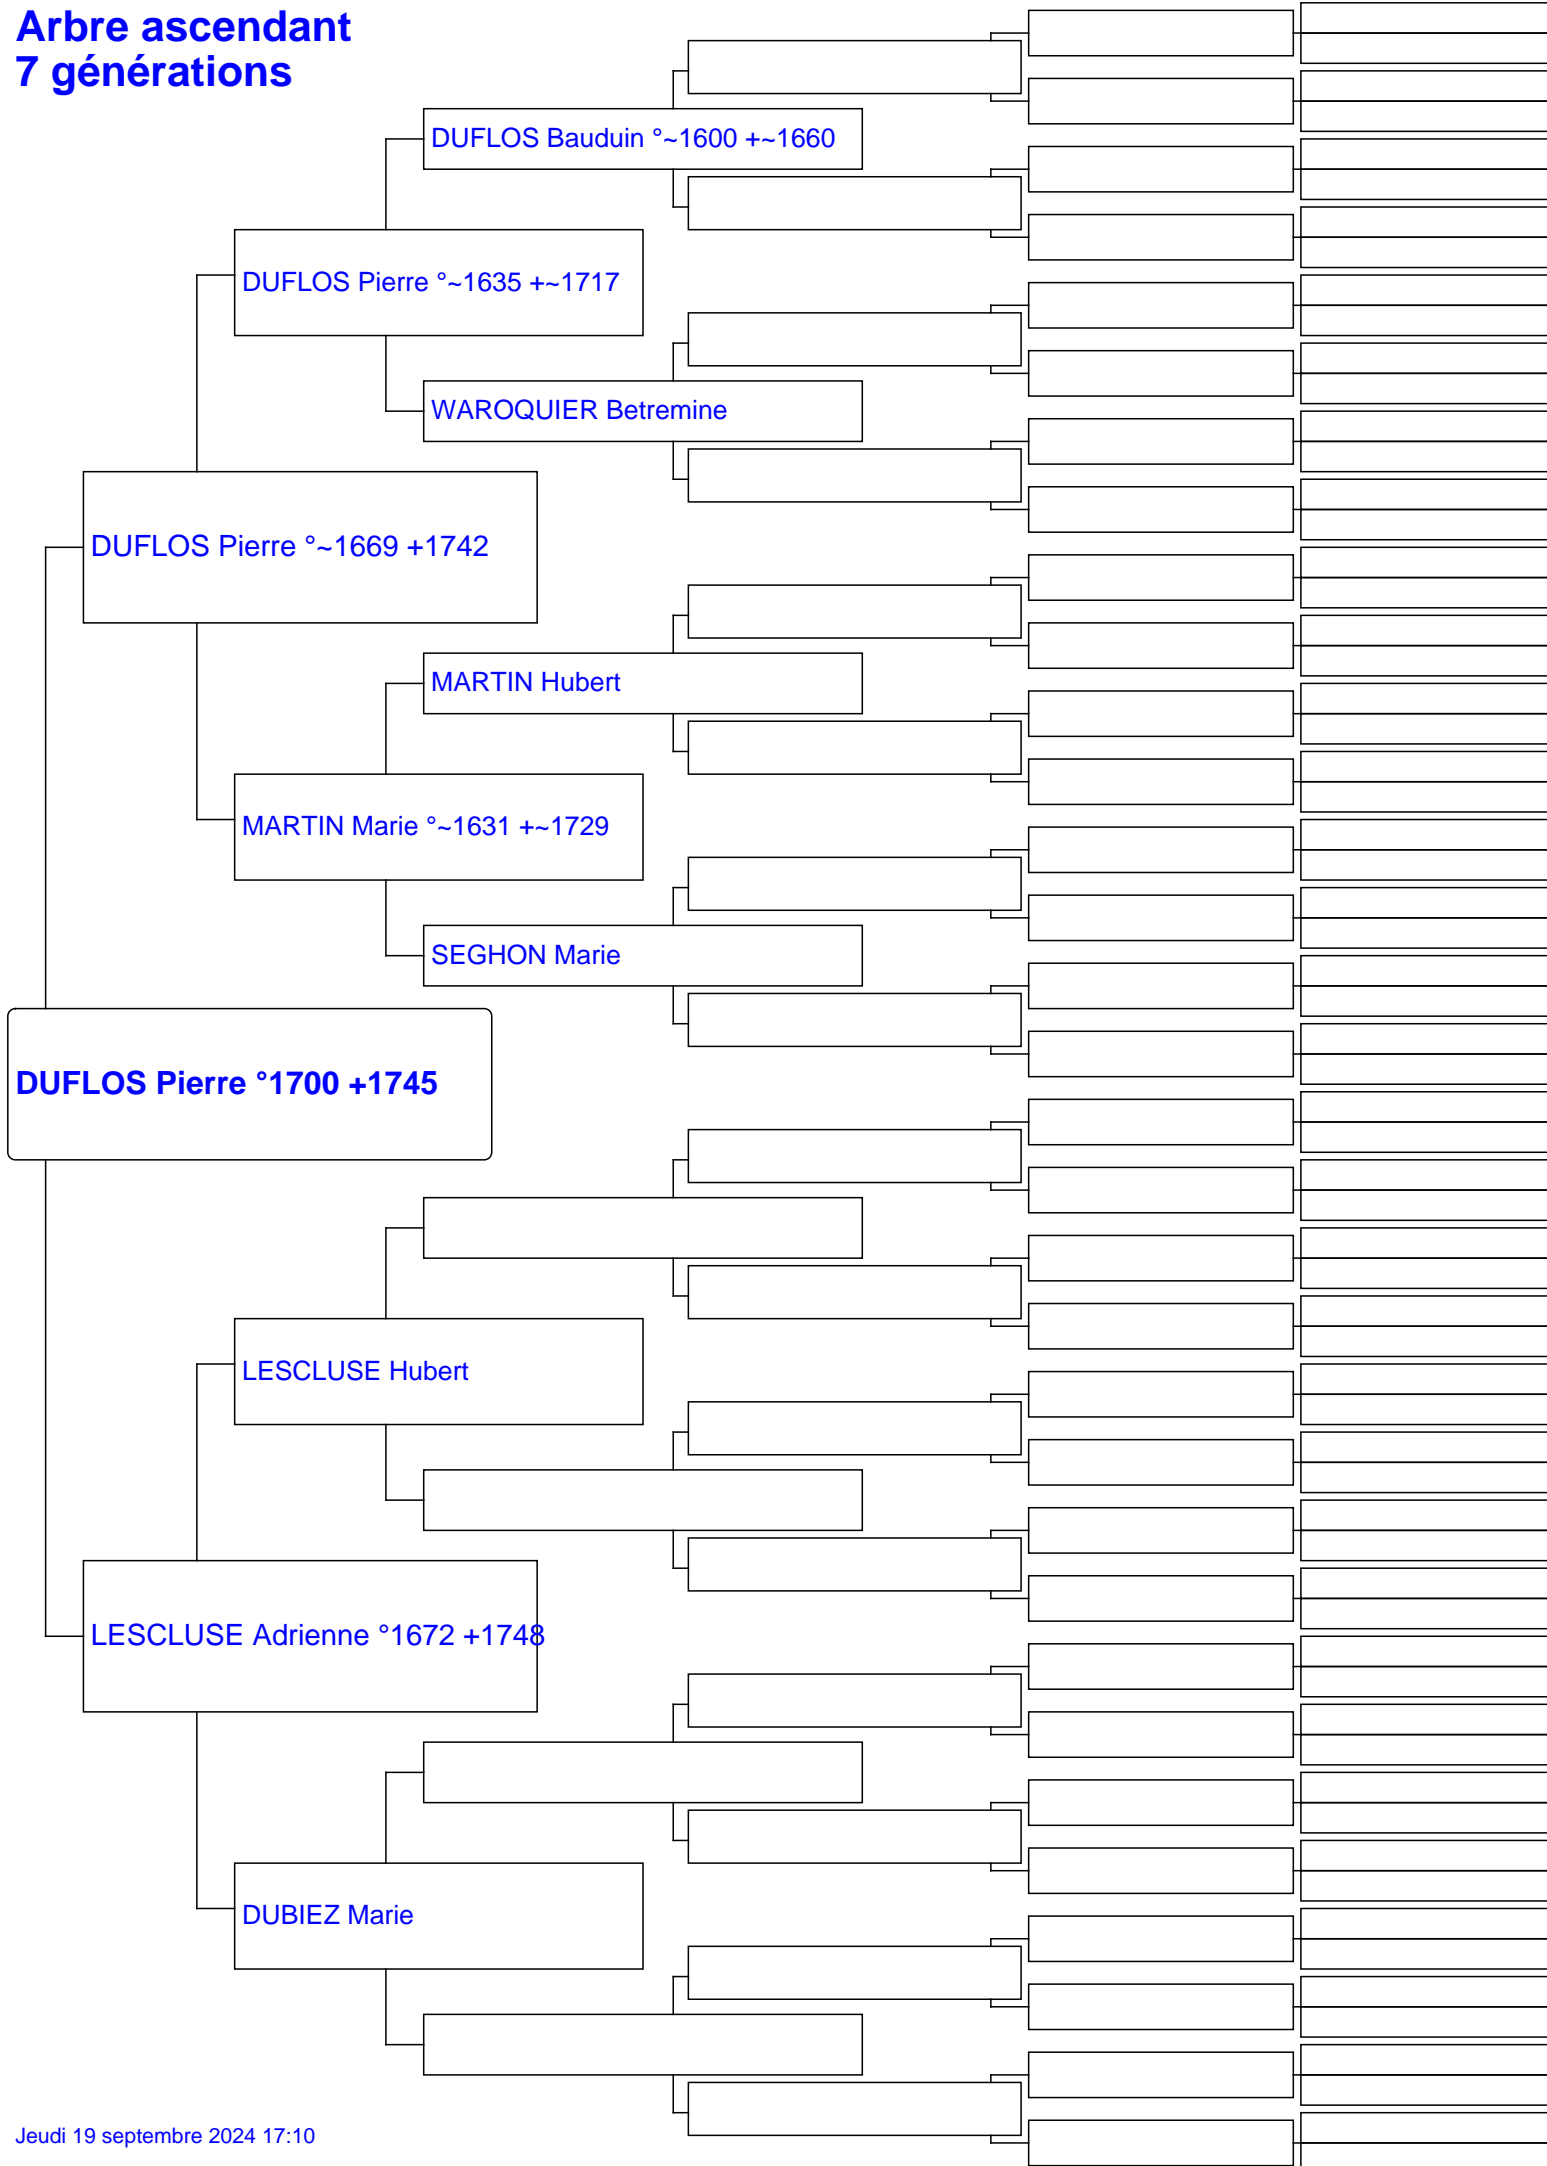 Arbre ascendant
7 générations
DUFLOS Bauduin °~1600 +~1660
DUFLOS Pierre °~1635 +~1717
WAROQUIER Betremine
DUFLOS Pierre °~1669 +1742
MARTIN Hubert
MARTIN Marie °~1631 +~1729
SEGHON Marie
DUFLOS Pierre °1700 +1745
LESCLUSE Hubert
LESCLUSE Adrienne °1672 +1748
DUBIEZ Marie
Jeudi 19 septembre 2024 17:10